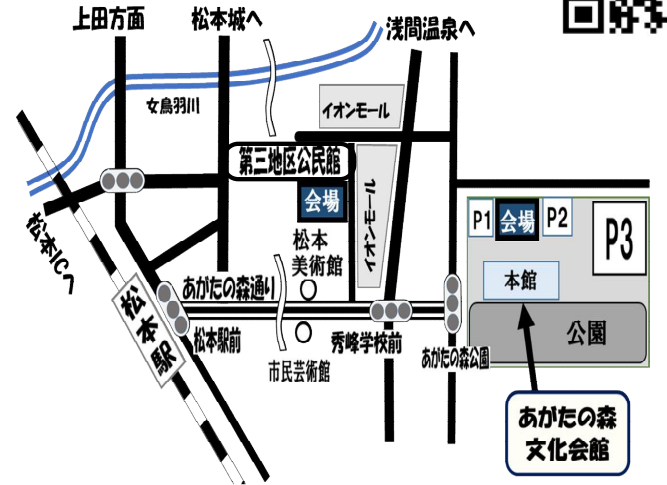 上田方面
松本城へ
浅間温泉へ
女鳥羽川
イオンモール
第三地区公民館
会場
イオンモール
松本ICへ
松本
美術館
P1
会場
P2
P3
本館
公園
あがたの森通り
松本駅
松本駅前
市民芸術館
秀峰学校前
あがたの森公園
あがたの森
文化会館